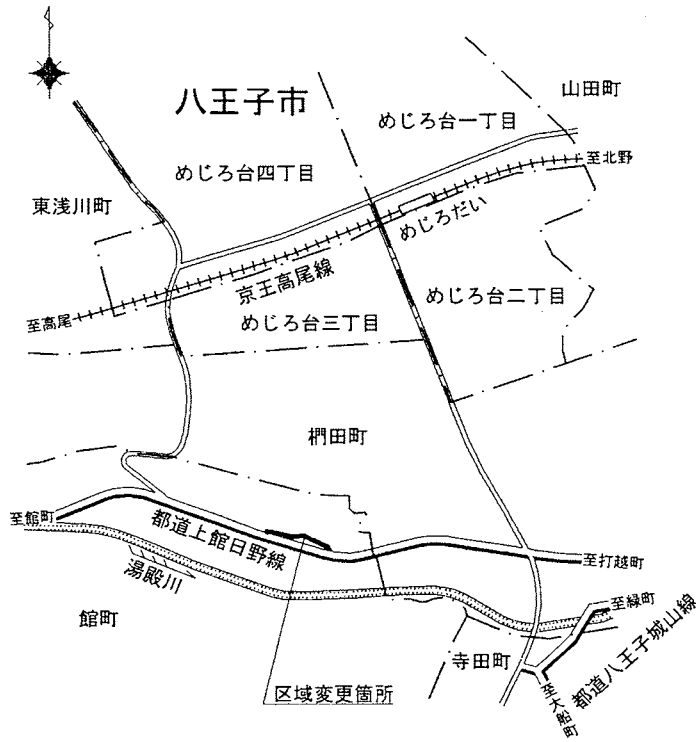 八王子市
山田町
めじろ台一丁目
至北野
めじろ台四丁目
東浅川町
めじろだい
京王高尾線
めじろ台二丁目
至高尾
めじろ台三丁目
椚田町
至館町
都道上館日野線
至打越町
湯殿川
至緑町
館町
寺田町
都道八王子城山線
区域変更箇所
至大船町